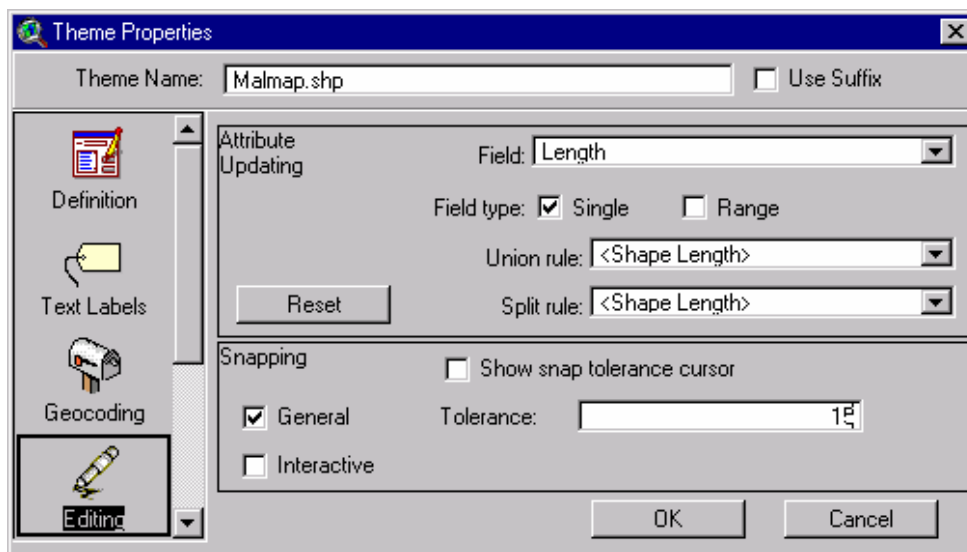 Theme Properties
Theme Name: Malmap.shp Use Suffix
Definition
Text Labels
Geocoding
Editing
Attribute
Updating
Field: Length
Field type: Single Range
Union rule: <Shape Length>
Reset
Split rule: <Shape Length>
Snapping
Show snap tolerance cursor
General Tolerance: 15
Interactive
OK Cancel